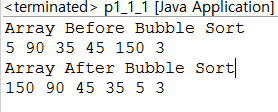 <terminated> p1_1_1 [Java Application]
Array Before Bubble Sort
5 90 35 45 150 3
Array After Bubble Sort
150 90 45 35 5 3